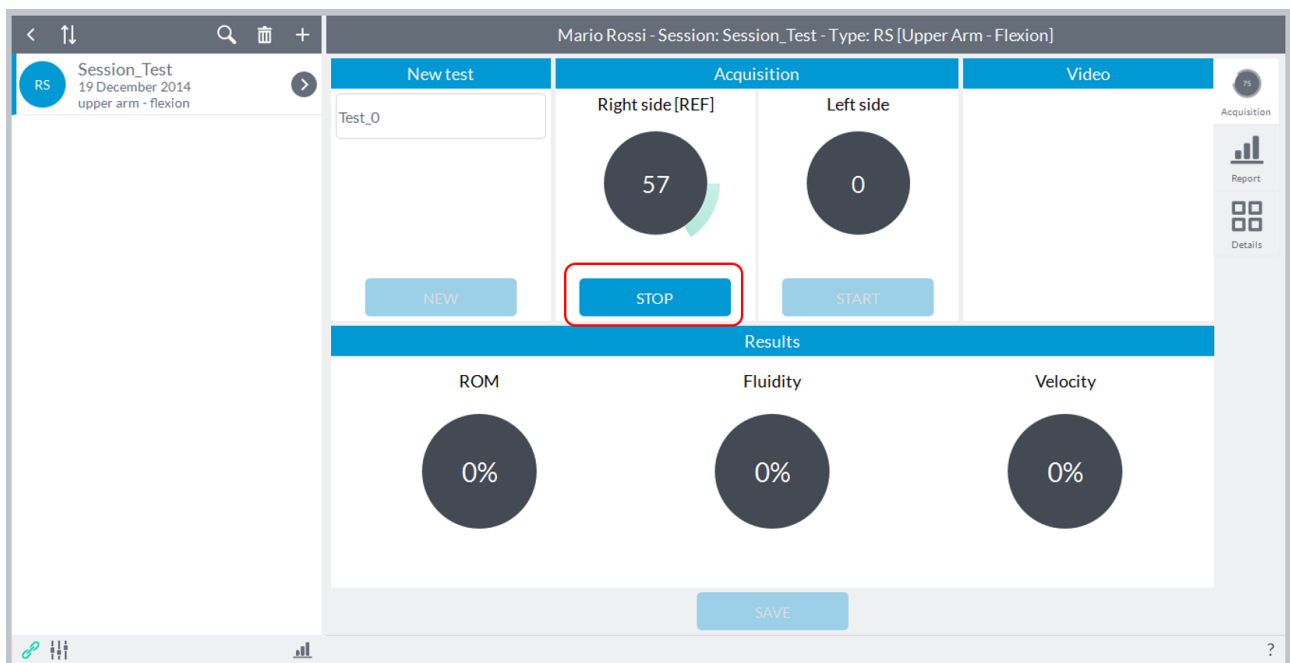 Mario Rossi - Session: Session_Test - Type: RS [Upper Arm - Flexion]
RS
Session_Test
19 December 2014
upper arm - flexion
New test
Acquisition
Video
Test_0
Right side [REF]
Left side
57
0
NEW
STOP
START
75
Acquisition
Report
Details
Results
ROM
Fluidity
Velocity
0%
0%
0%
SAVE
?